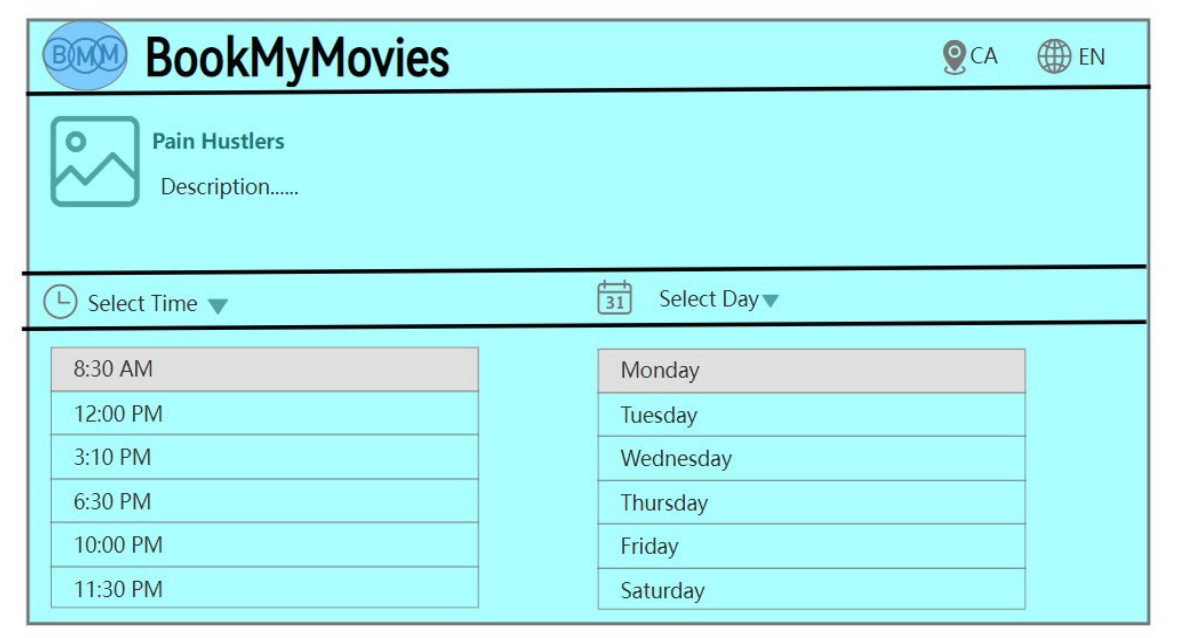 BMM BookMyMovies CA EN
Pain Hustlers
Description......
Select Time 31 Select Day
8:30 AM Monday
12:00 PM Tuesday
3:10 PM Wednesday
6:30 PM Thursday
10:00 PM Friday
11:30 PM Saturday